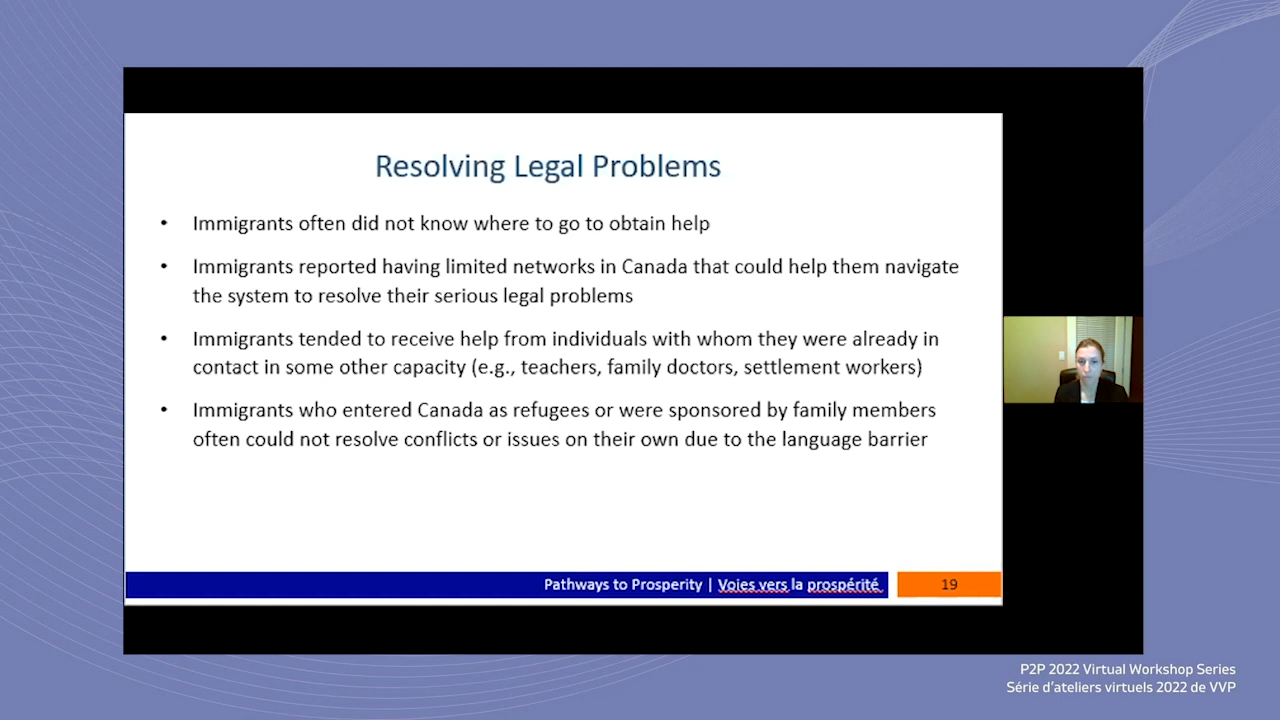 Resolving Legal Problems
• Immigrants often did not know where to go to obtain help
• Immigrants reported having limited networks in Canada that could help them navigate
the system to resolve their serious legal problems
• Immigrants tended to receive help from individuals with whom they were already in
contact in some other capacity (e.g., teachers, family doctors, settlement workers)
• Immigrants who entered Canada as refugees or were sponsored by family members
often could not resolve conflicts or issues on their own due to the language barrier
Pathways to Prosperity | Voies vers la prospérité
19
P2P 2022 Virtual Workshop Series
Série d'ateliers virtuels 2022 de VVP